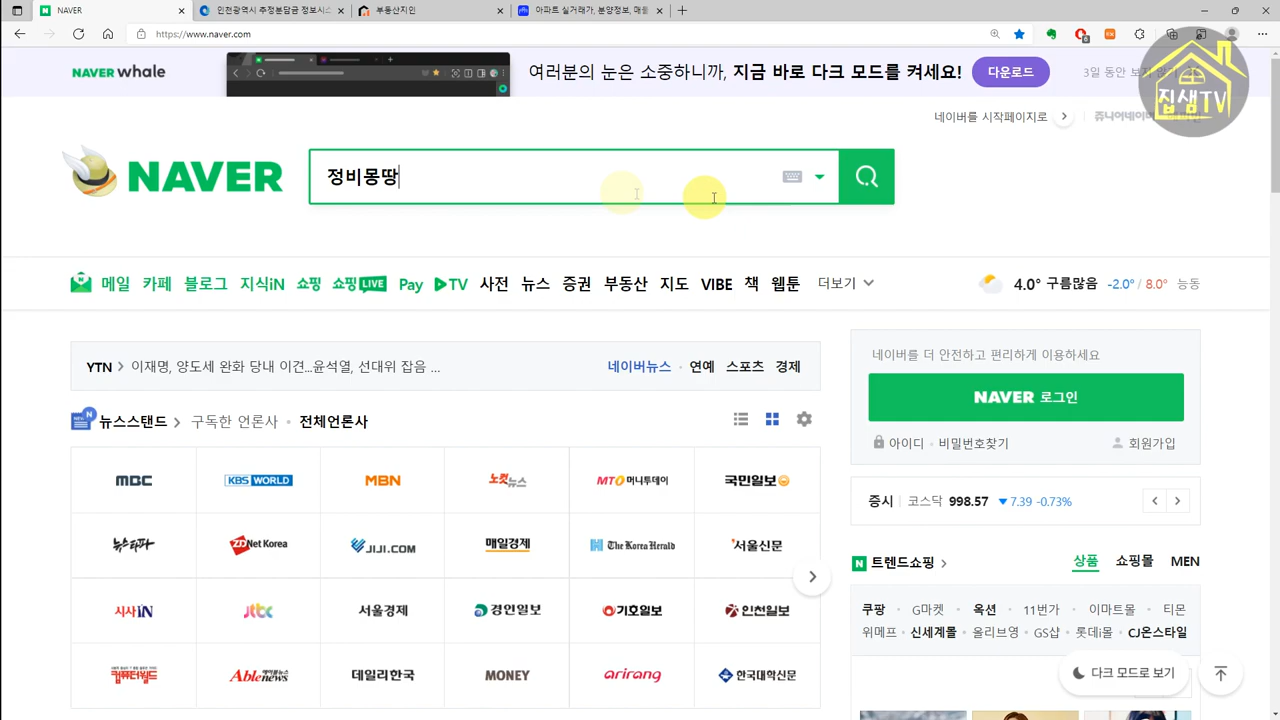 NAVER
인천광역시 추정분담금 정보시스
부동산지인
아파트 실거래가, 분양정보, 매물
https://www.naver.com
NAVER whale
여러분의 눈은 소중하니까, 지금 바로 다크 모드를 켜세요!
다운로드
3일 동안 보지
집샘TV
네이버를 시작페이지로
쥬니어네이버
NAVER
정비몽땅
메일 카페 블로그 지식iN 쇼핑 쇼핑LIVE Pay TV 사전 뉴스 증권 부동산 지도 VIBE 책 웹툰 더보기
4.0° 구름많음 -2.0° / 8.0° 능동
YTN > 이재명, 양도세 완화 당내 이견...윤석열, 선대위 잡음 ...
네이버뉴스 · 연예 스포츠 경제
네이버를 더 안전하고 편리하게 이용하세요
NAVER 로그인
아이디 · 비밀번호찾기
회원가입
뉴스스탠드 > 구독한 언론사 · 전체언론사
MBC KBS WORLD MBN 노컷뉴스 MTO 머니투데이 국민일보
뉴스타파 ZDNet Korea JIJI.COM 매일경제 The Korea Herald 서울신문
시사IN jtbc 서울경제 경인일보 기호일보 인천일보
컴퓨터월드 Ablenews 데일리한국 MONEY arirang 한국대학신문
증시 코스닥 998.57 ▼7.39 -0.73%
트렌드쇼핑 >
상품 쇼핑몰 MEN
쿠팡 · G마켓 · 옥션 · 11번가 · 이마트몰 · 티몬
위메프 · 신세계몰 · 올리브영 · GS샵 · 롯데i몰 · CJ온스타일
다크 모드로 보기